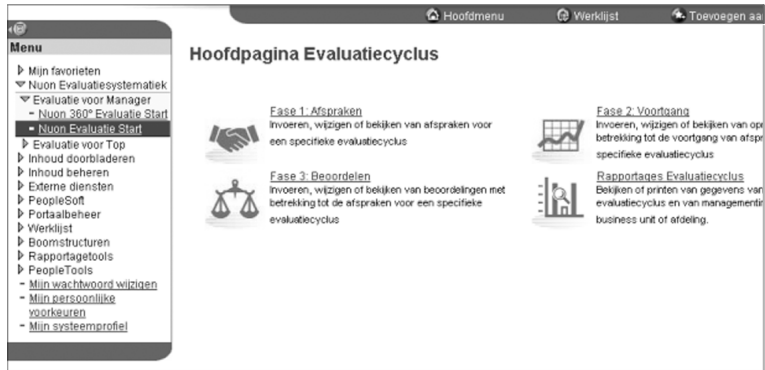 Hoofdmenu
Werklijst
Toevoegen aa
Menu
Mijn favorieten
Nuon Evaluatiesystematiek
Evaluatie voor Manager
- Nuon 360° Evaluatie Start
- Nuon Evaluatie Start
Evaluatie voor Top
Inhoud doorbladeren
Inhoud beheren
Externe diensten
PeopleSoft
Portaalbeheer
Werklijst
Boomstructuren
Rapportagetools
PeopleTools
- Mijn wachtwoord wijzigen
- Mijn persoonlijke
voorkeuren
- Mijn systeemprofiel
Hoofdpagina Evaluatiecyclus
Fase 1: Afspraken
Invoeren, wijzigen of bekijken van afspraken voor
een specifieke evaluatiecyclus
Fase 2: Voortgang
Invoeren, wijzigen of bekijken van op
betrekking tot de voortgang van afspr
specifieke evaluatiecyclus
Fase 3: Beoordelen
Invoeren, wijzigen of bekijken van beoordelingen met
betrekking tot de afspraken voor een specifieke
evaluatiecyclus
Rapportages Evaluatiecyclus
Bekijken of printen van gegevens van
evaluatiecyclus en van managementin
business unit of afdeling.